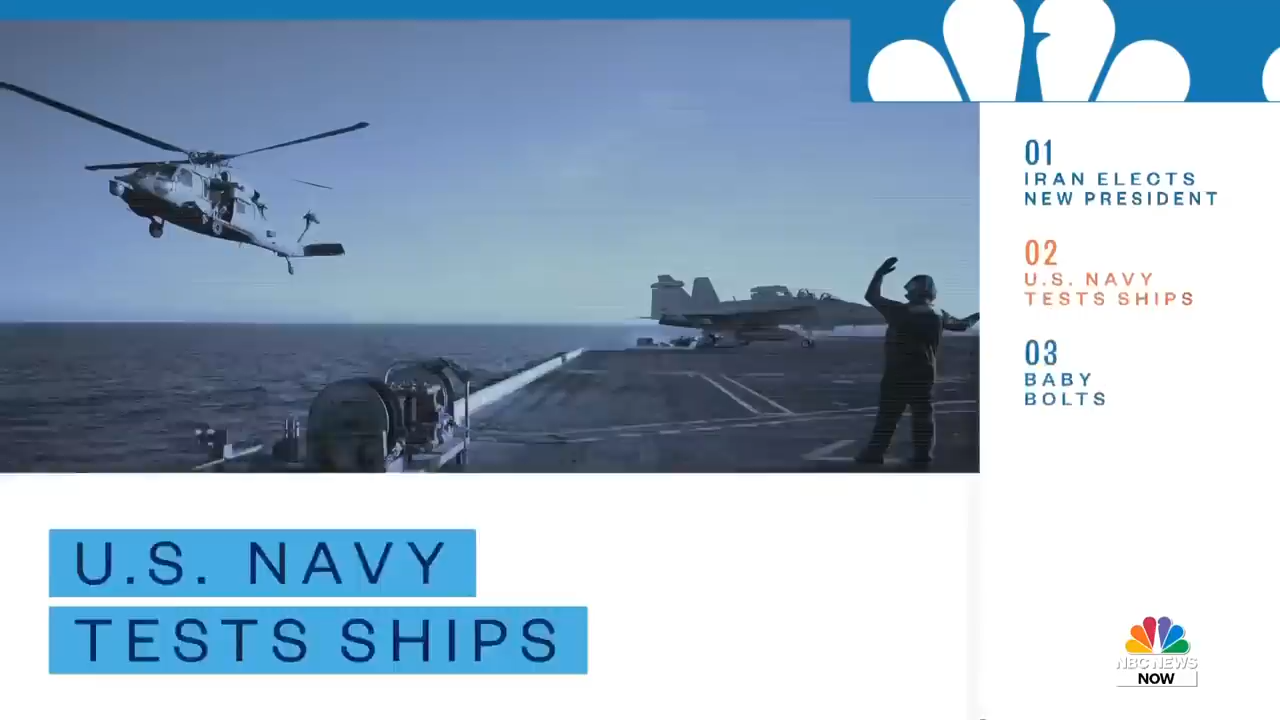 01
IRAN ELECTS
NEW PRESIDENT
02
U.S. NAVY
TESTS SHIPS
03
BABY
BOLTS
U.S. NAVY
TESTS SHIPS
NBC NEWS
NOW